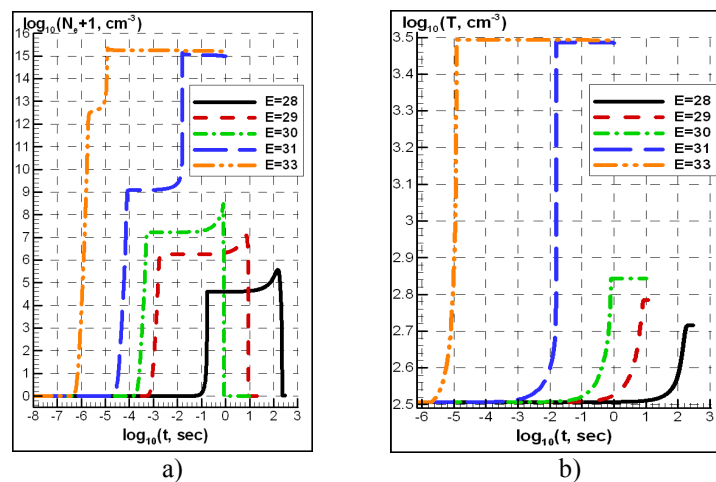 log10(Ne+1, cm-3)
16
15
14
13
12
11
10
9
8
7
6
5
4
3
2
1
0
E=28
E=29
E=30
E=31
E=33
-8 -7 -6 -5 -4 -3 -2 -1 0 1 2 3
log10(t, sec)
a)
log10(T, cm-3)
3.5
3.4
3.3
3.2
3.1
3
2.9
2.8
2.7
2.6
2.5
E=28
E=29
E=30
E=31
E=33
-6 -5 -4 -3 -2 -1 0 1 2 3
log10(t, sec)
b)